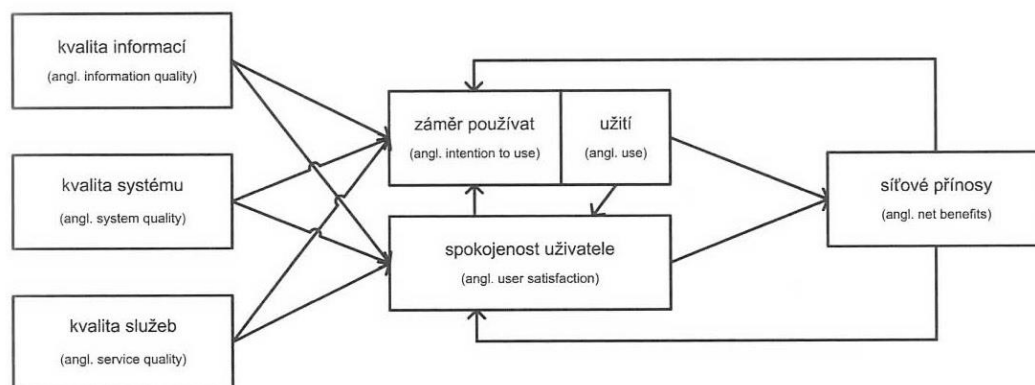 kvalita informací
(angl. information quality)
kvalita systému
(angl. system quality)
kvalita služeb
(angl. service quality)
záměr používat
(angl. intention to use)
užití
(angl. use)
spokojenost uživatele
(angl. user satisfaction)
síťové přínosy
(angl. net benefits)